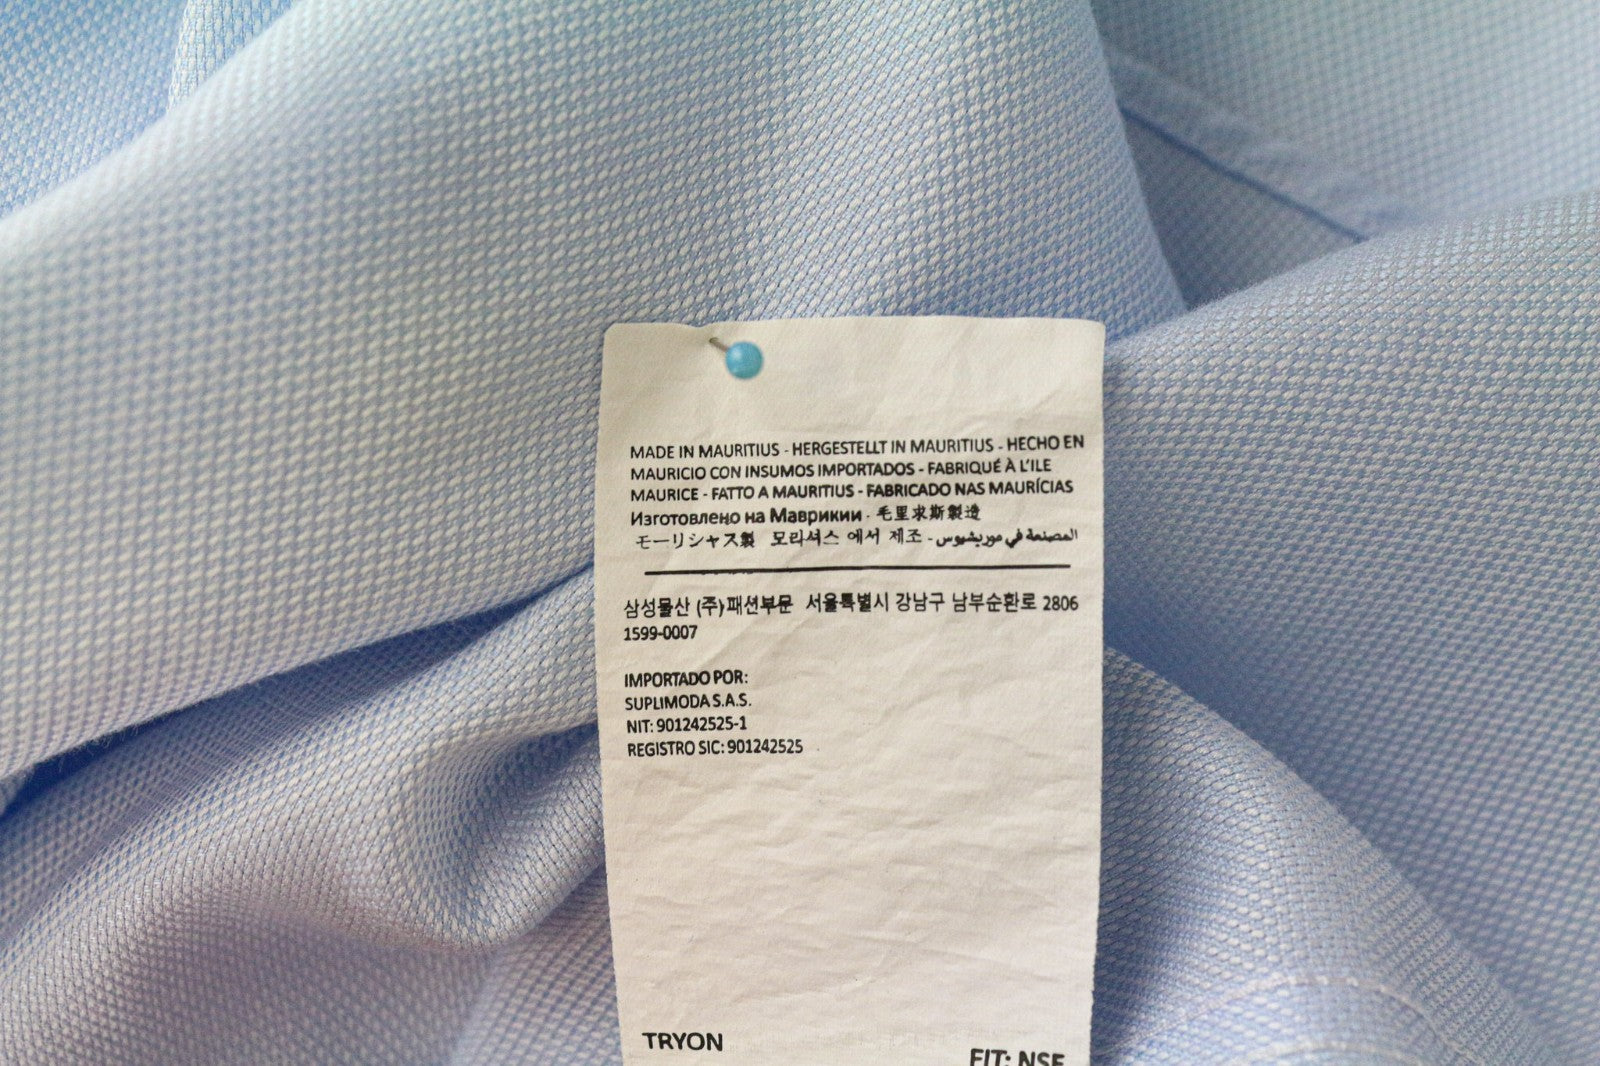 MADE IN MAURITIUS - HERGESTELLT IN MAURITIUS - HECHO EN
MAURICIO CON INSUMOS IMPORTADOS - FABRIQUÉ À L'ILE
MAURICE - FATTO A MAURITIUS - FABRICADO NAS MAURÍCIAS
Изготовлено на Маврикии - 毛里求斯製造
モーリシャス製 모리셔스 에서 제조 - المصنعة في موريشيوس
삼성물산 (주)패션부문 서울특별시 강남구 남부순환로 2806
1599-0007
IMPORTADO POR:
SUPLIMODA S.A.S.
NIT: 901242525-1
REGISTRO SIC: 901242525
TRYON
FIT: NSF